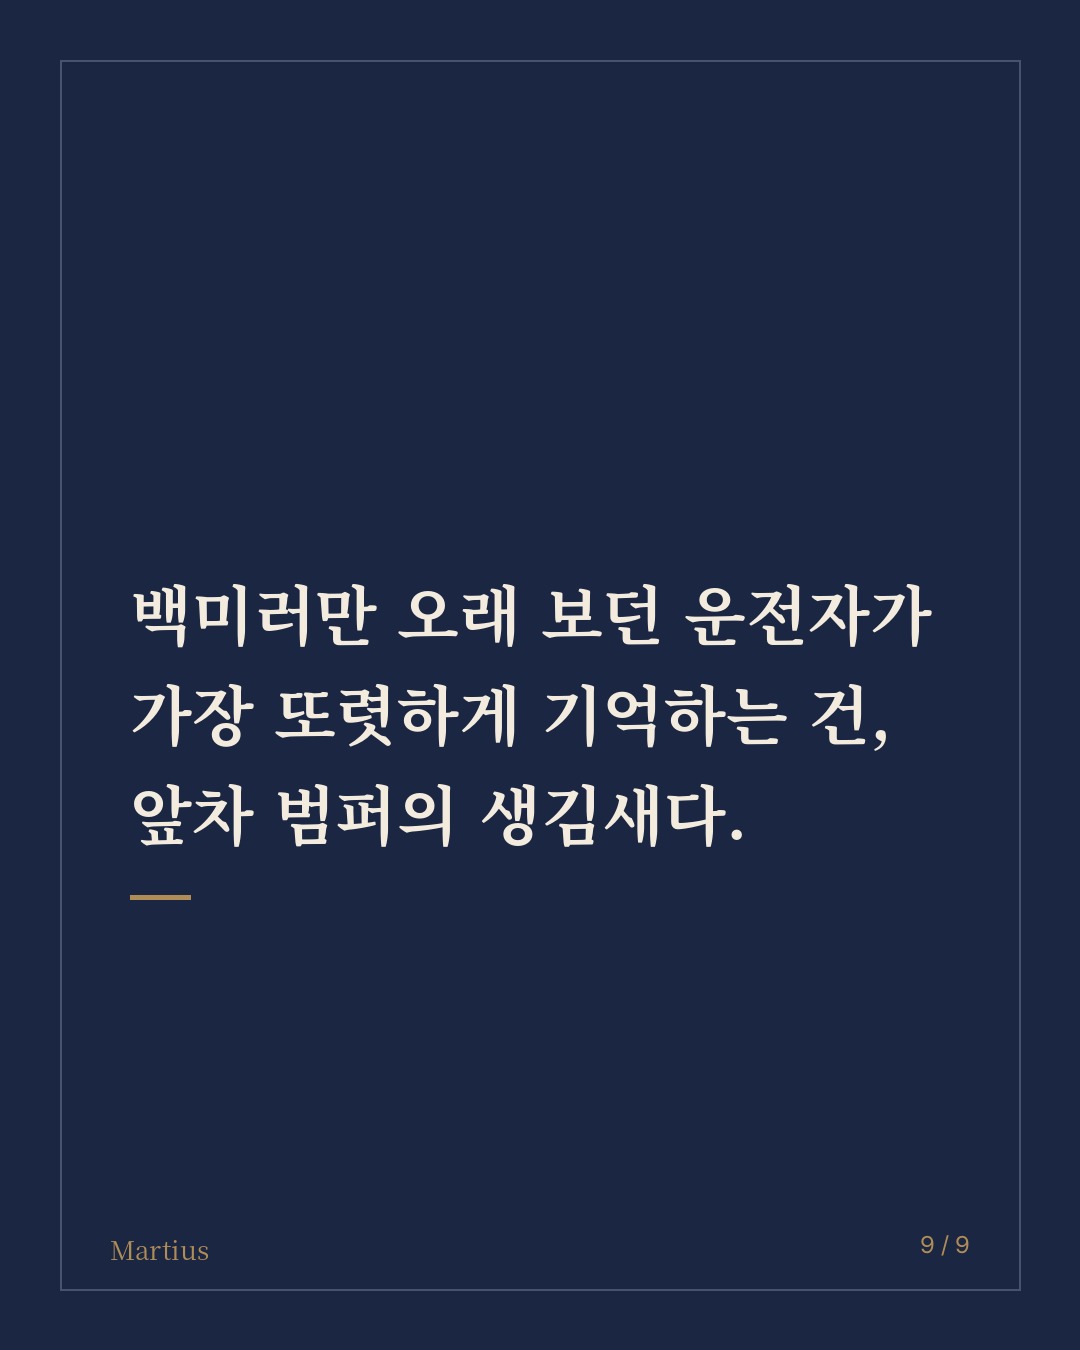 백미러만 오래 보던 운전자가
가장 또렷하게 기억하는 건,
앞차 범퍼의 생김새다.
Martius
9 / 9